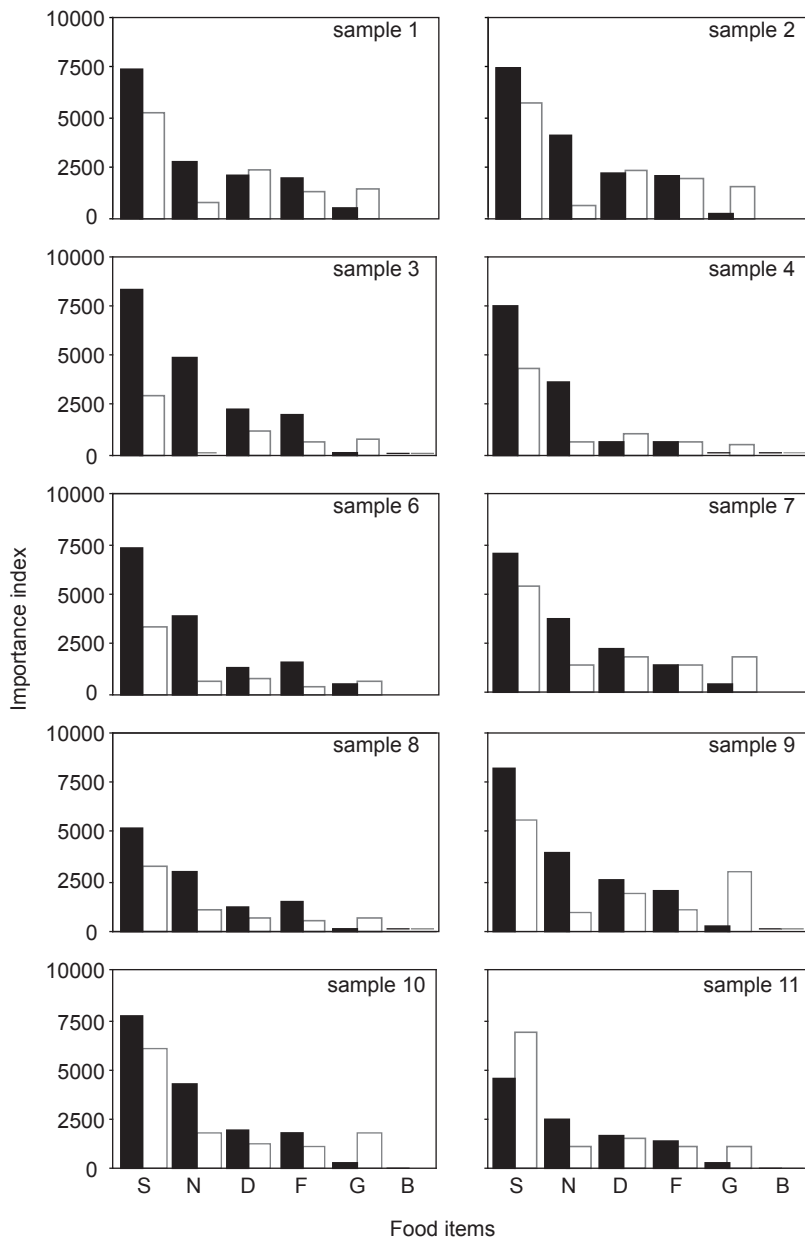 10000
7500
5000
2500
0
sample 1
sample 2
10000
7500
5000
2500
0
sample 3
sample 4
10000
7500
5000
2500
0
sample 6
sample 7
10000
7500
5000
2500
0
sample 8
sample 9
10000
7500
5000
2500
0
sample 10
sample 11
Importance index
S N D F G B
S N D F G B
Food items